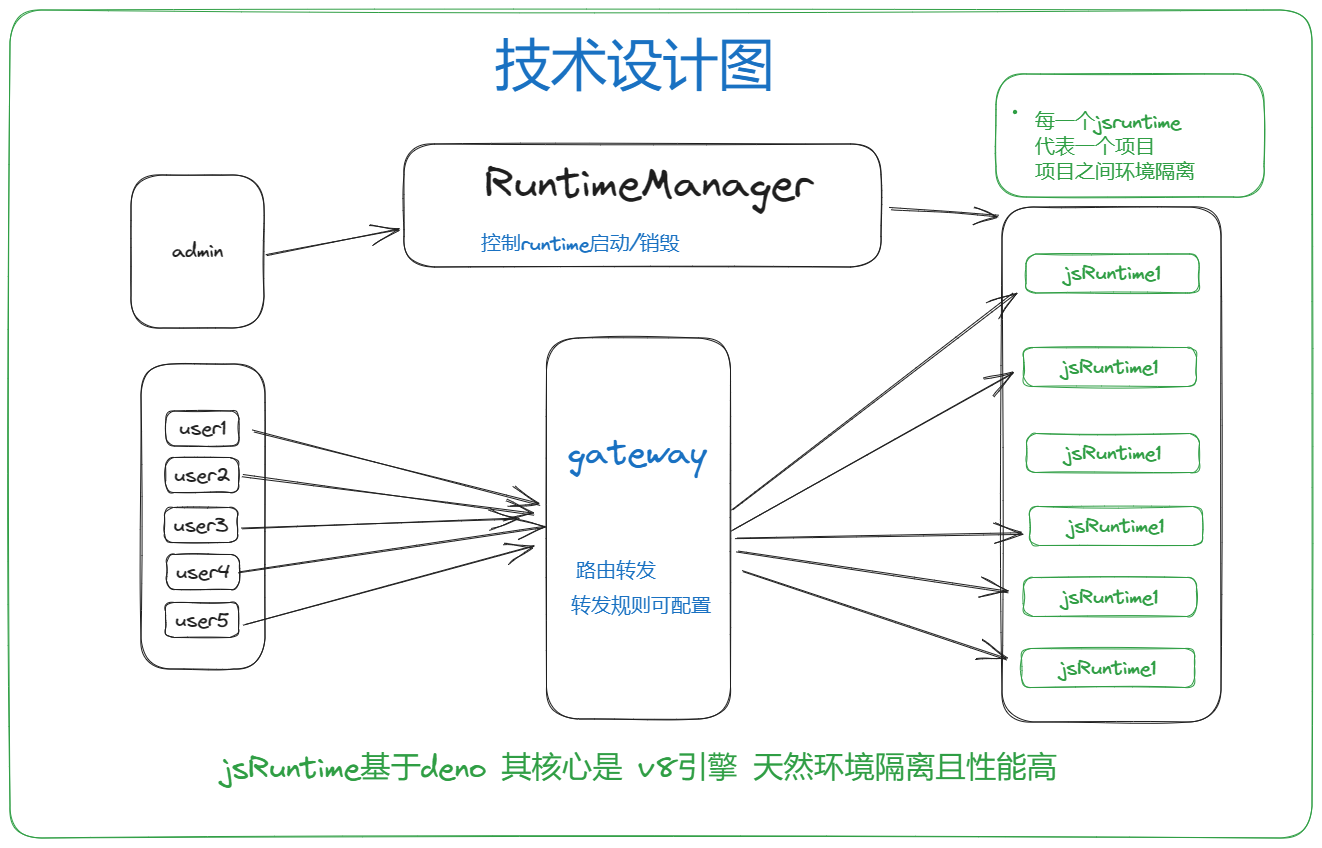 技术设计图
每一个jsruntime
代表一个项目
项目之间环境隔离
RuntimeManager
控制runtime启动/销毁
admin
user1
user2
user3
user4
user5
gateway
路由转发
转发规则可配置
jsRuntime1
jsRuntime1
jsRuntime1
jsRuntime1
jsRuntime1
jsRuntime1
jsRuntime基于deno 其核心是 v8引擎 天然环境隔离且性能高